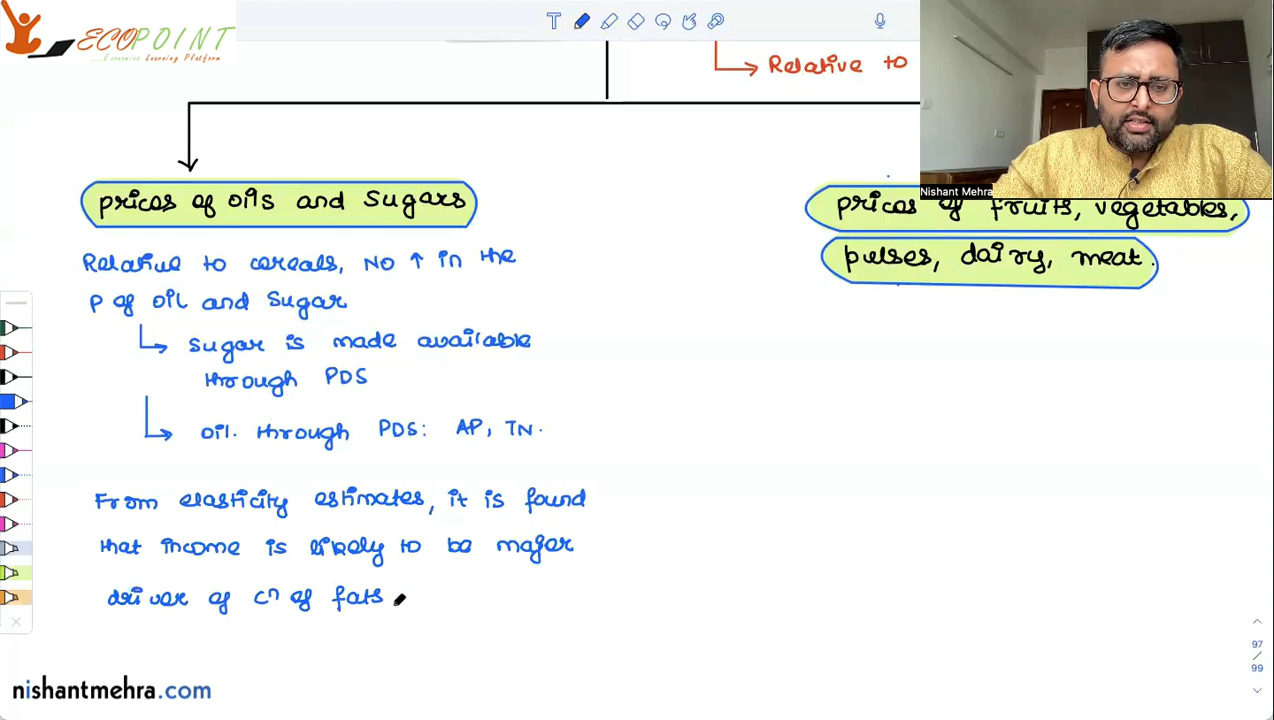 ECOPOINT
Economics Learning Platform
T
Relative to
Nishant Mehra
prices of oils and sugars
prices of fruits, vegetables,
pulses, dairy, meat.
Relative to cereals, NO ↑ in the
P of oil and sugar
sugar is made available
through PDS
oil. through PDS: AP, TN.
From elasticity estimates, it is found
that income is likely to be major
driver of cn of fats
97
/
99
nishantmehra.com